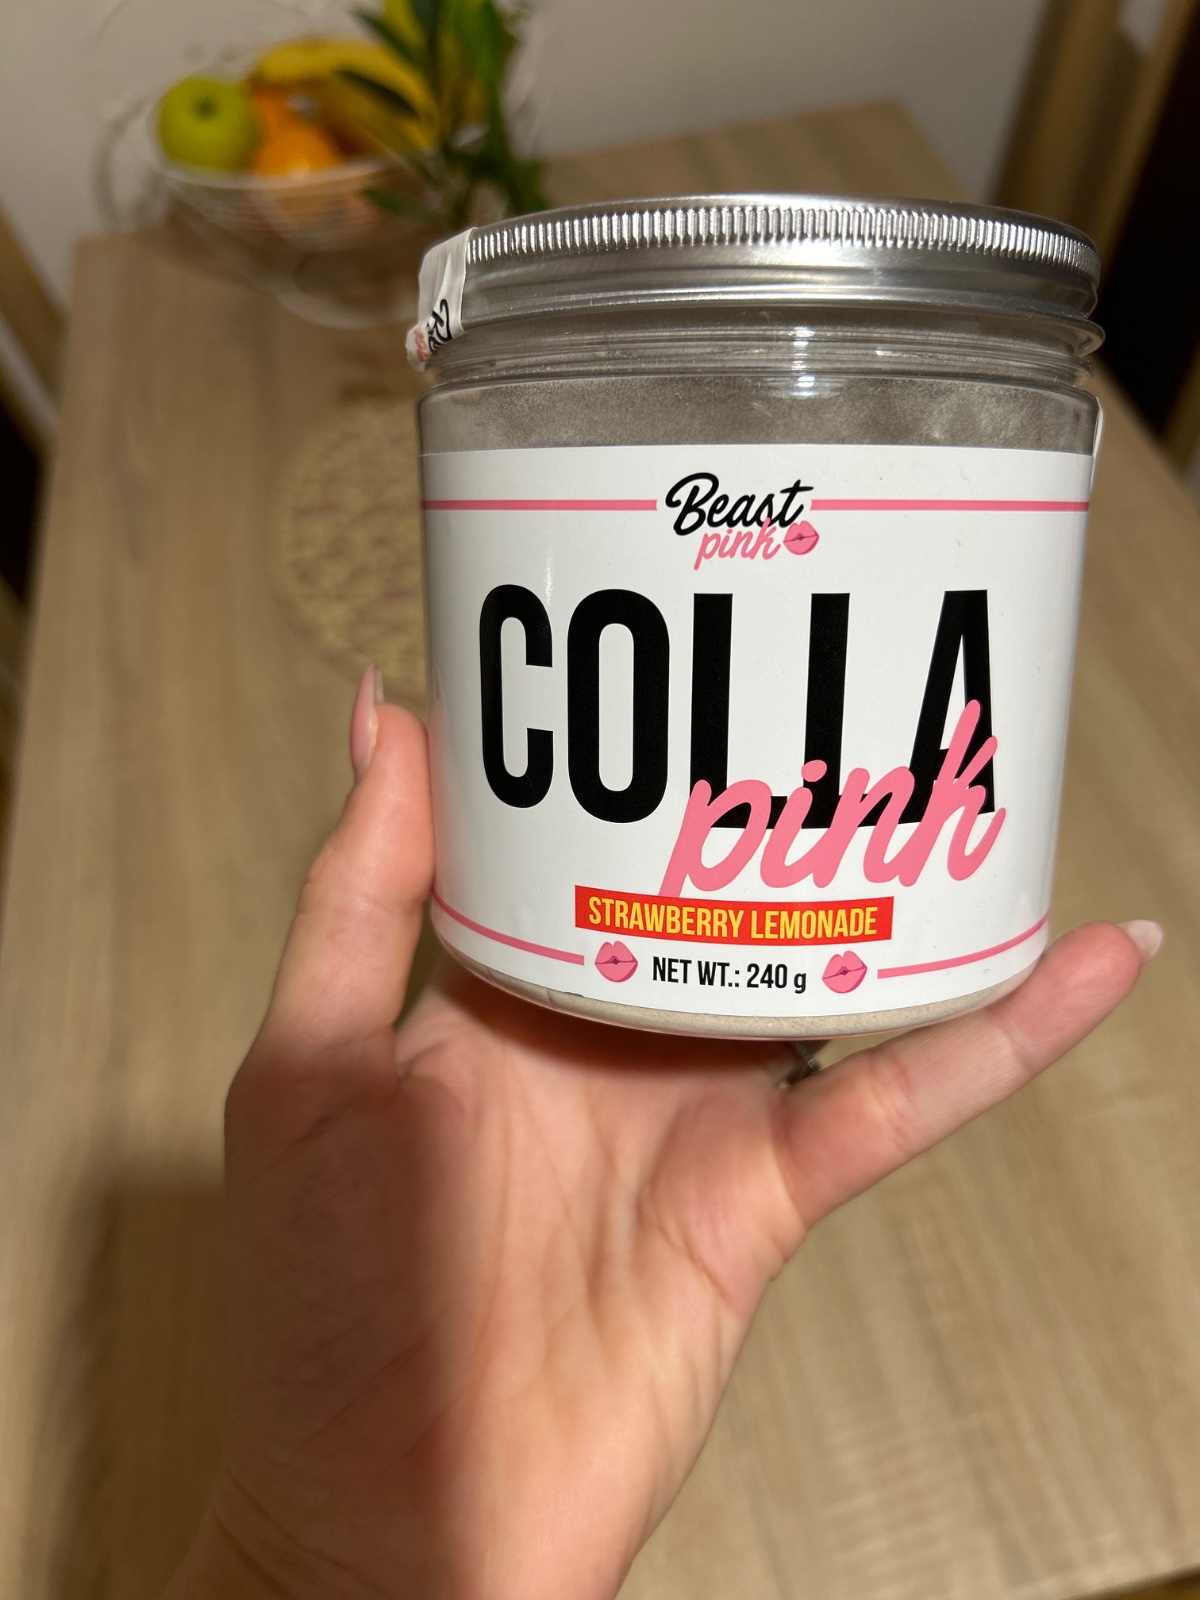 Beast
pink
COLLA
pink
STRAWBERRY LEMONADE
NET WT.: 240 g